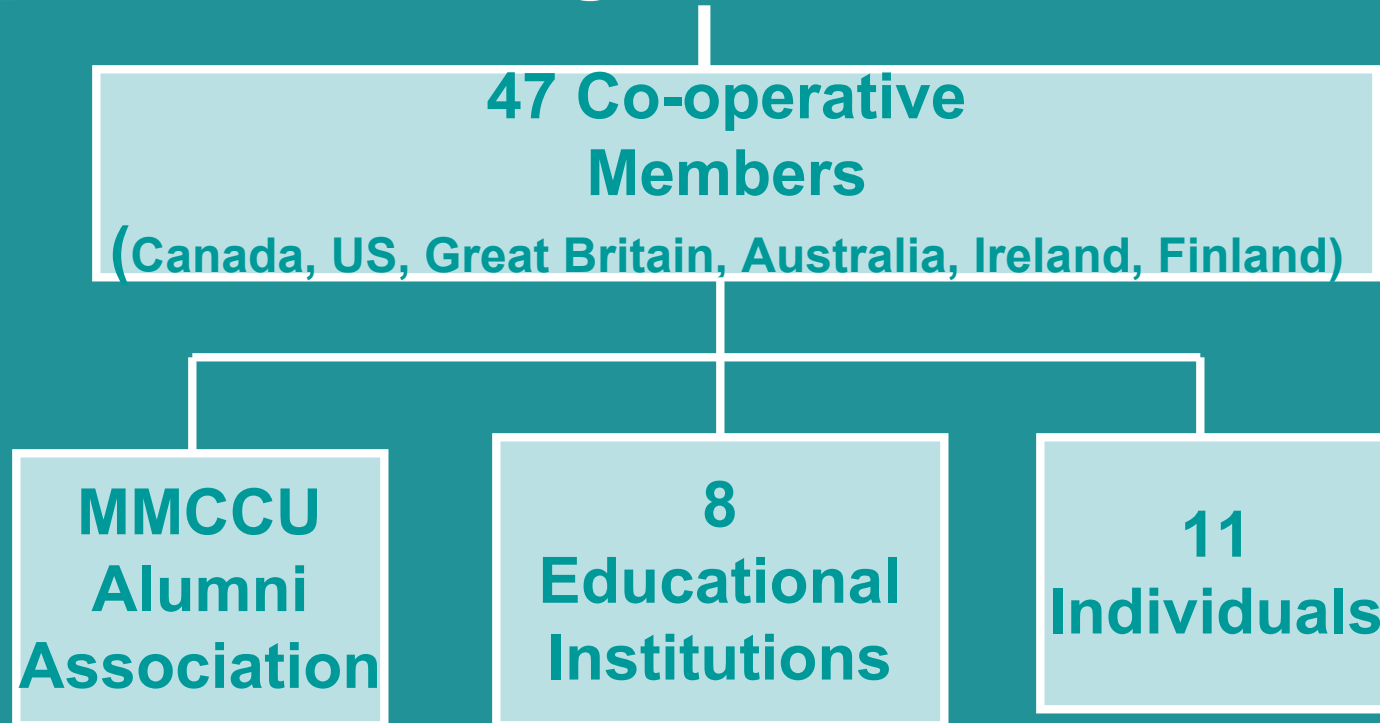 47 Co-operative
Members
(Canada, US, Great Britain, Australia, Ireland, Finland)
MMCCU
Alumni
Association
8
Educational
Institutions
11
Individuals